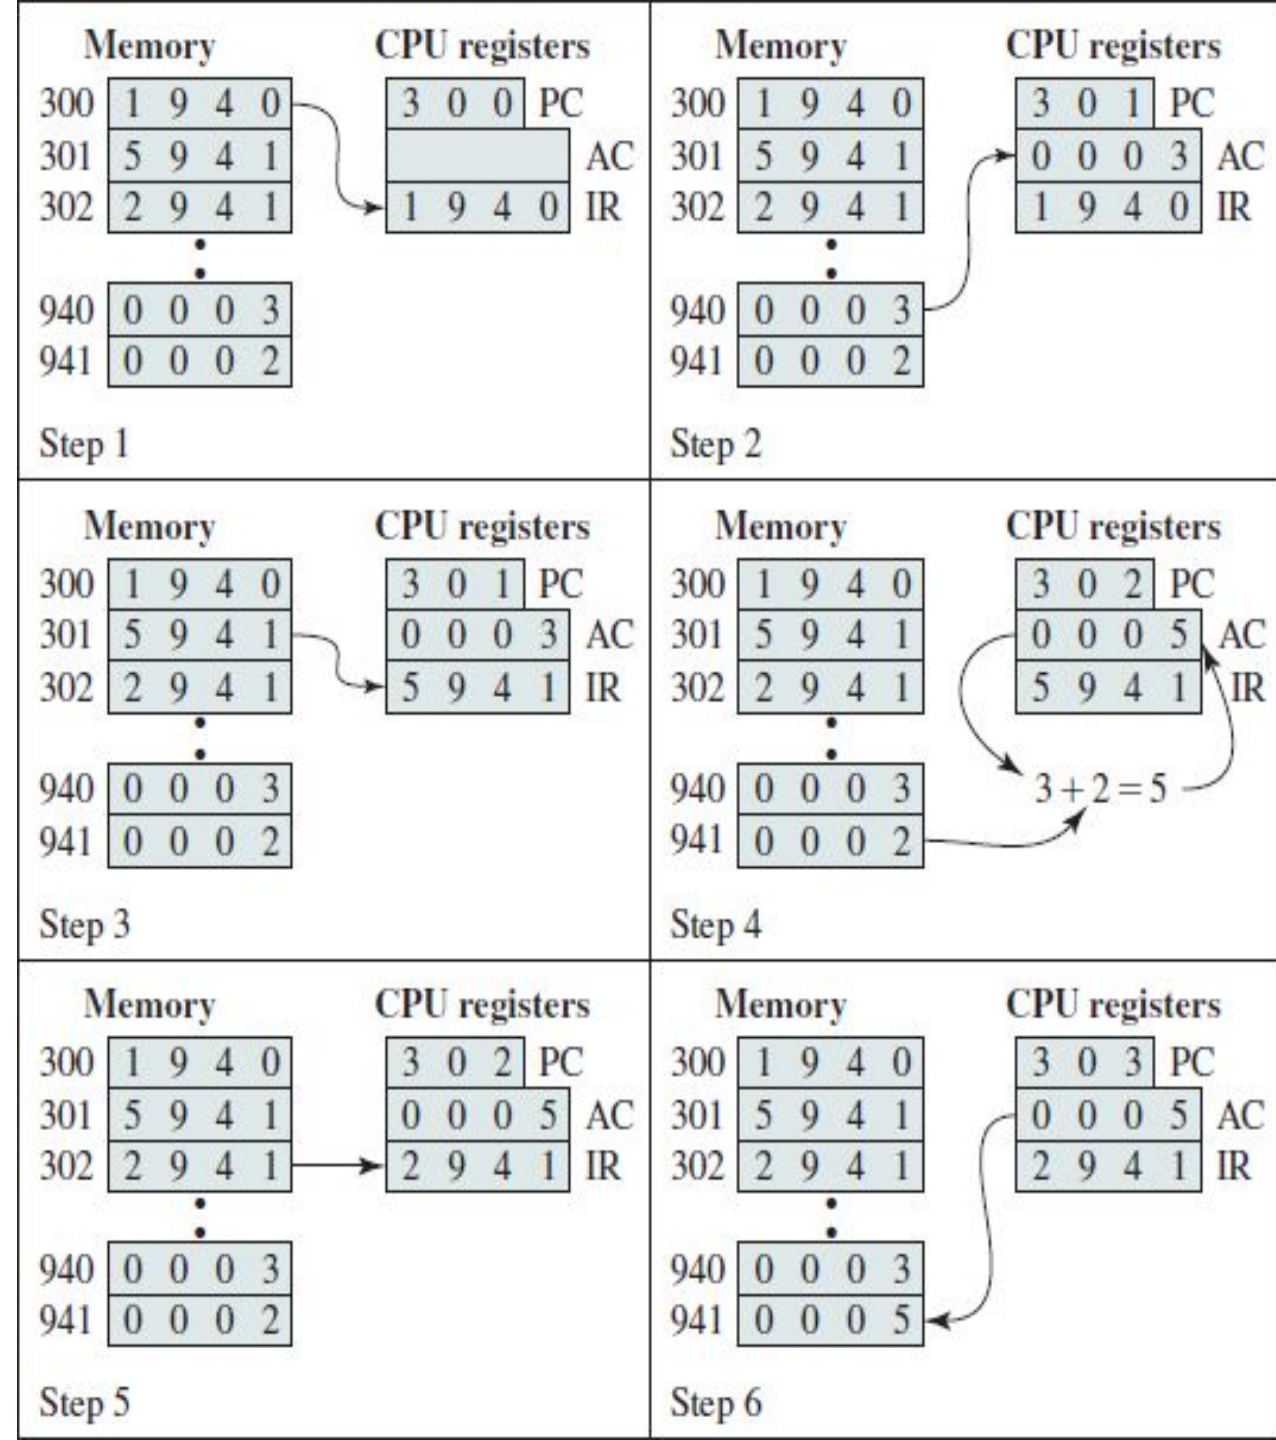 Memory CPU registers
300 1 9 4 0 3 0 0 PC
301 5 9 4 1 AC
302 2 9 4 1 1 9 4 0 IR
940 0 0 0 3
941 0 0 0 2
Step 1
Memory CPU registers
300 1 9 4 0 3 0 1 PC
301 5 9 4 1 0 0 0 3 AC
302 2 9 4 1 1 9 4 0 IR
940 0 0 0 3
941 0 0 0 2
Step 2
Memory CPU registers
300 1 9 4 0 3 0 1 PC
301 5 9 4 1 0 0 0 3 AC
302 2 9 4 1 5 9 4 1 IR
940 0 0 0 3
941 0 0 0 2
Step 3
Memory CPU registers
300 1 9 4 0 3 0 2 PC
301 5 9 4 1 0 0 0 5 AC
302 2 9 4 1 5 9 4 1 IR
940 0 0 0 3 3 + 2 = 5
941 0 0 0 2
Step 4
Memory CPU registers
300 1 9 4 0 3 0 2 PC
301 5 9 4 1 0 0 0 5 AC
302 2 9 4 1 2 9 4 1 IR
940 0 0 0 3
941 0 0 0 2
Step 5
Memory CPU registers
300 1 9 4 0 3 0 3 PC
301 5 9 4 1 0 0 0 5 AC
302 2 9 4 1 2 9 4 1 IR
940 0 0 0 3
941 0 0 0 5
Step 6